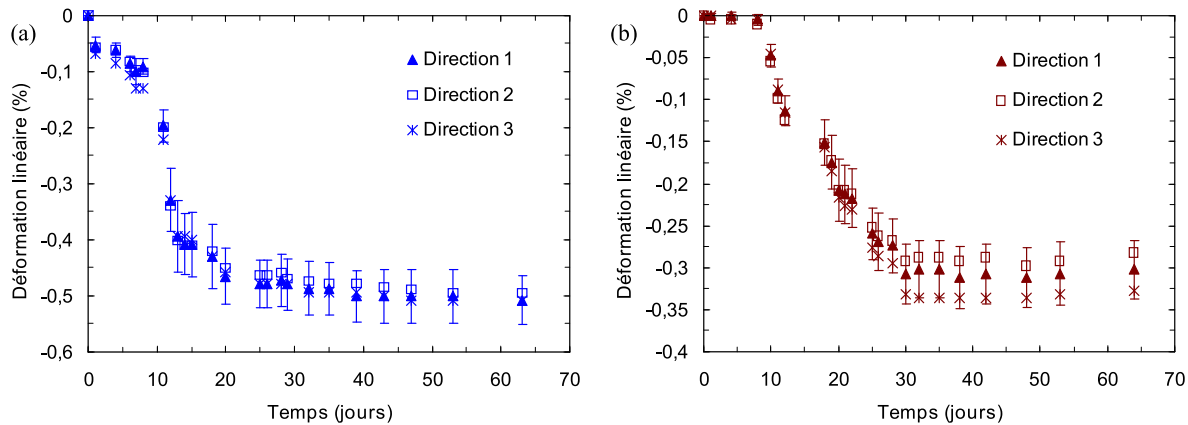 (a)
Déformation linéaire (%)
0
-0,1
-0,2
-0,3
-0,4
-0,5
-0,6
Direction 1
Direction 2
Direction 3
0 10 20 30 40 50 60 70
Temps (jours)
(b)
Déformation linéaire (%)
0
-0,05
-0,1
-0,15
-0,2
-0,25
-0,3
-0,35
-0,4
Direction 1
Direction 2
Direction 3
0 10 20 30 40 50 60 70
Temps (jours)